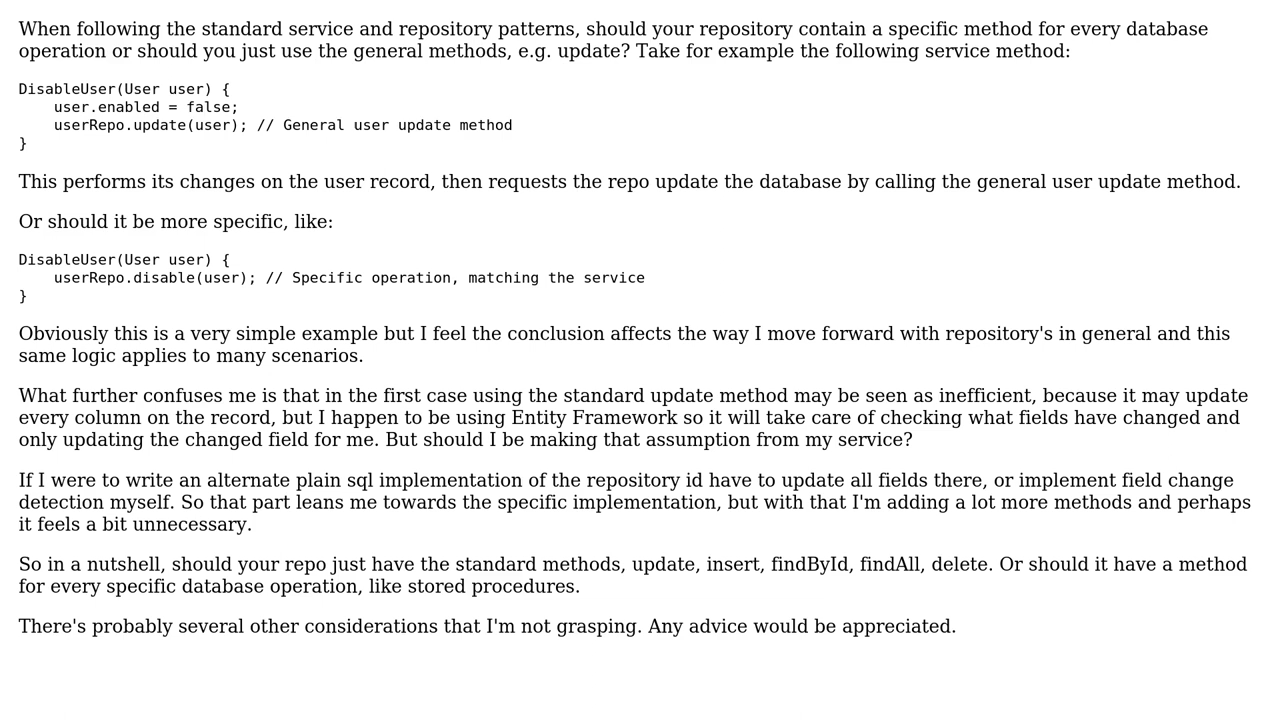 When following the standard service and repository patterns, should your repository contain a specific method for every database
operation or should you just use the general methods, e.g. update? Take for example the following service method:
DisableUser(User user) {
    user.enabled = false;
    userRepo.update(user); // General user update method
}
This performs its changes on the user record, then requests the repo update the database by calling the general user update method.
Or should it be more specific, like:
DisableUser(User user) {
    userRepo.disable(user); // Specific operation, matching the service
}
Obviously this is a very simple example but I feel the conclusion affects the way I move forward with repository's in general and this
same logic applies to many scenarios.
What further confuses me is that in the first case using the standard update method may be seen as inefficient, because it may update
every column on the record, but I happen to be using Entity Framework so it will take care of checking what fields have changed and
only updating the changed field for me. But should I be making that assumption from my service?
If I were to write an alternate plain sql implementation of the repository id have to update all fields there, or implement field change
detection myself. So that part leans me towards the specific implementation, but with that I'm adding a lot more methods and perhaps
it feels a bit unnecessary.
So in a nutshell, should your repo just have the standard methods, update, insert, findById, findAll, delete. Or should it have a method
for every specific database operation, like stored procedures.
There's probably several other considerations that I'm not grasping. Any advice would be appreciated.